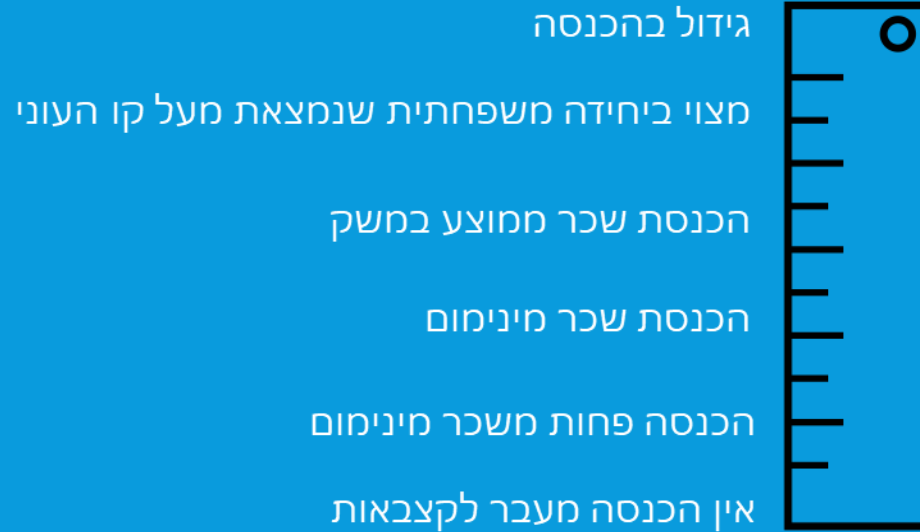 גידול בהכנסה
מצוי ביחידה משפחתית שנמצאת מעל קו העוני
הכנסת שכר ממוצע במשק
הכנסת שכר מינימום
הכנסה פחות משכר מינימום
אין הכנסה מעבר לקצבאות